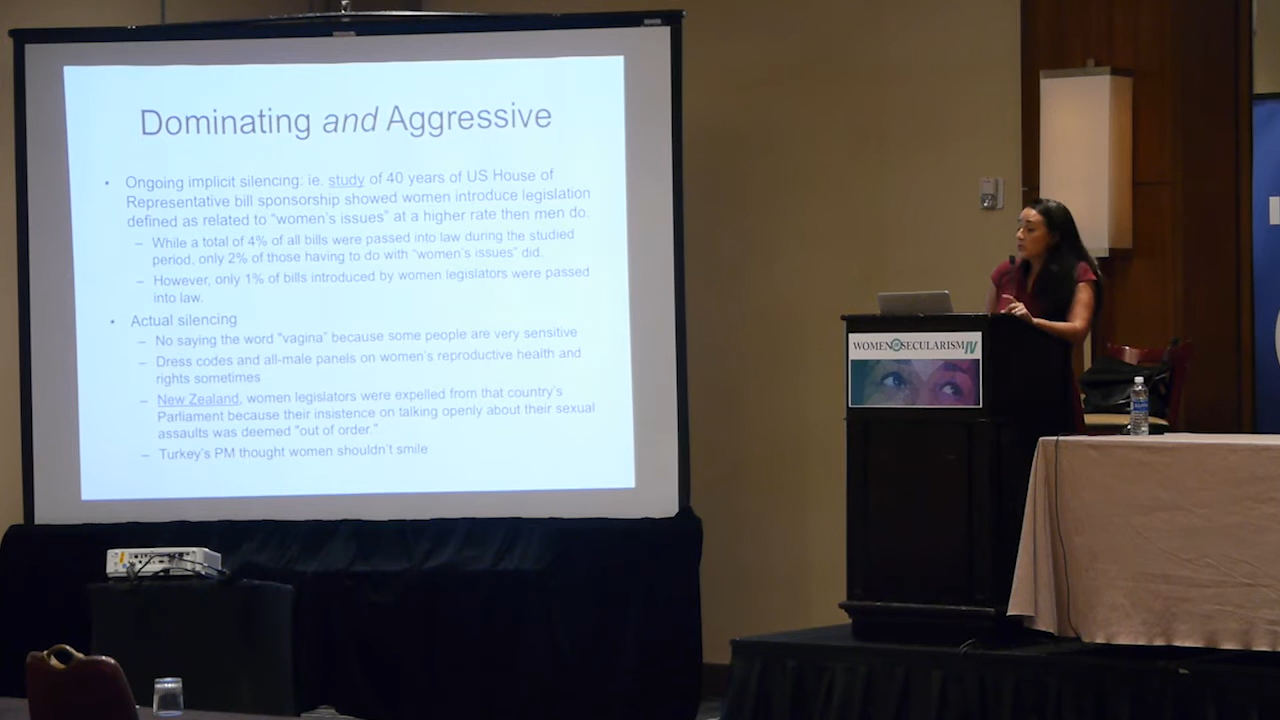 Dominating and Aggressive
• Ongoing implicit silencing: ie. study of 40 years of US House of
Representative bill sponsorship showed women introduce legislation
defined as related to “women’s issues” at a higher rate then men do.
– While a total of 4% of all bills were passed into law during the studied
period, only 2% of those having to do with “women’s issues” did.
– However, only 1% of bills introduced by women legislators were passed
into law.
• Actual silencing
– No saying the word “vagina” because some people are very sensitive
– Dress codes and all-male panels on women’s reproductive health and
rights sometimes
– New Zealand, women legislators were expelled from that country’s
Parliament because their insistence on talking openly about their sexual
assaults was deemed “out of order.”
– Turkey’s PM thought women shouldn’t smile
WOMEN IN SECULARISM IV